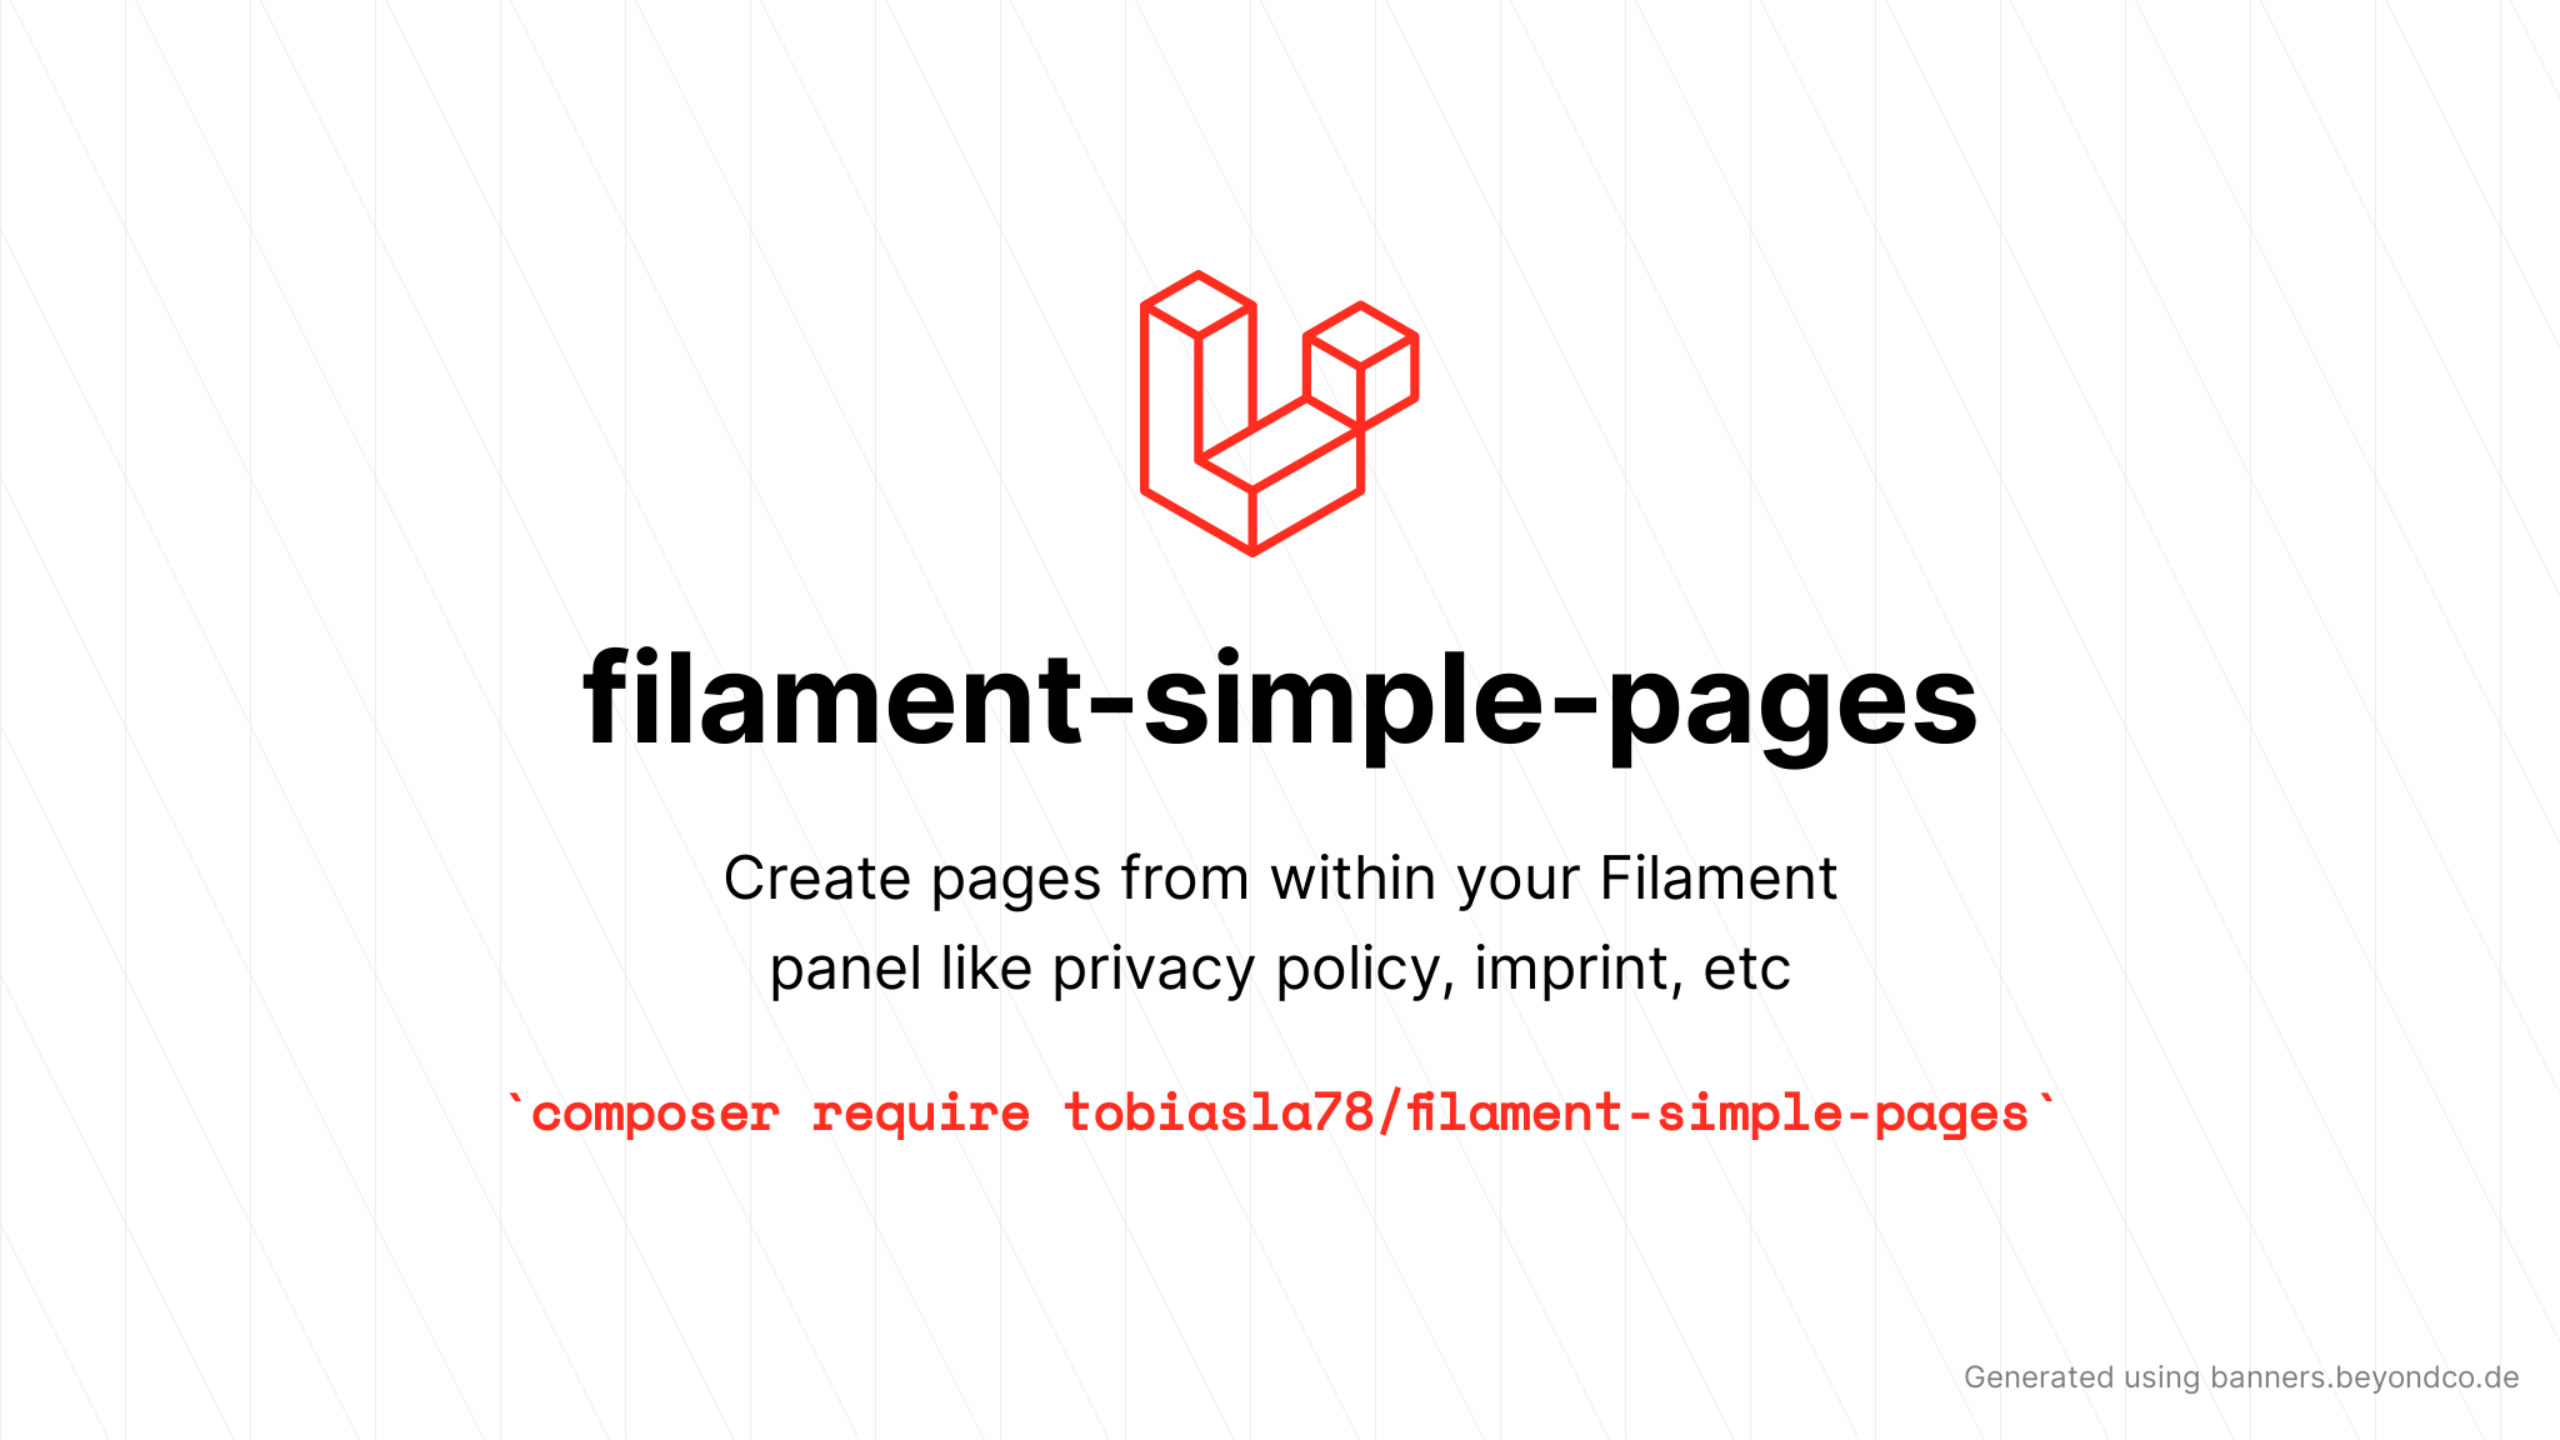 filament-simple-pages
Create pages from within your Filament
panel like privacy policy, imprint, etc
`composer require tobiasla78/filament-simple-pages`
Generated using banners.beyondco.de